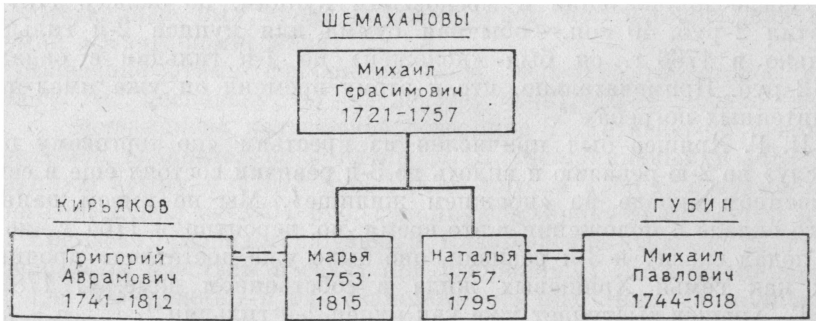 ШЕМАХАНОВЫ
Михаил
Герасимович
1721–1757
КИРЬЯКОВ
ГУБИН
Григорий
Аврамович
1741–1812
Марья
1753
1815
Наталья
1757
1795
Михаил
Павлович
1744–1818